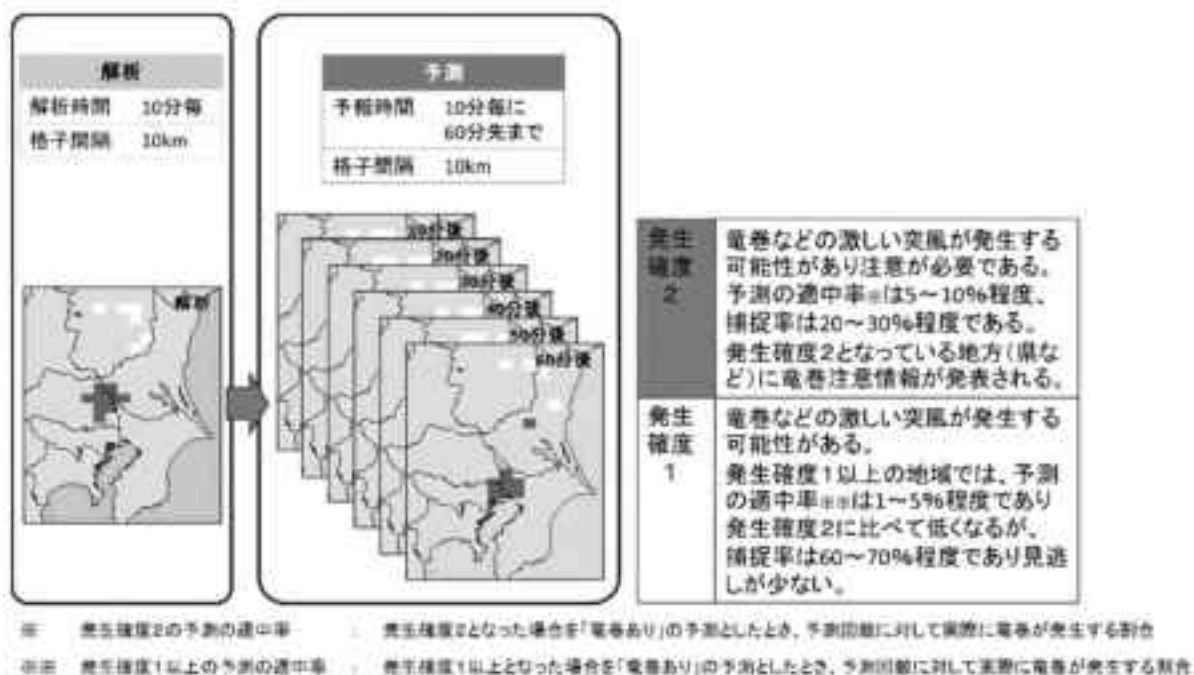 解析
解析時間 10分毎
格子間隔 10km
解析
予測
予報時間 10分毎に
60分先まで
格子間隔 10km
10分後
20分後
30分後
40分後
50分後
60分後
発生
確度
2
竜巻などの激しい突風が発生する
可能性があり注意が必要である。
予測の適中率※は5～10%程度、
捕捉率は20～30%程度である。
発生確度2となっている地方(県な
ど)に竜巻注意情報が発表される。
発生
確度
1
竜巻などの激しい突風が発生する
可能性がある。
発生確度1以上の地域では、予測
の適中率※※は1～5%程度であり
発生確度2に比べて低くなるが、
捕捉率は60～70%程度であり見逃
しが少ない。
※ 発生確度2の予測の適中率 : 発生確度2となった場合を「竜巻あり」の予測としたとき、予測回数に対して実際に竜巻が発生する割合
※※ 発生確度1以上の予測の適中率 : 発生確度1以上となった場合を「竜巻あり」の予測としたとき、予測回数に対して実際に竜巻が発生する割合